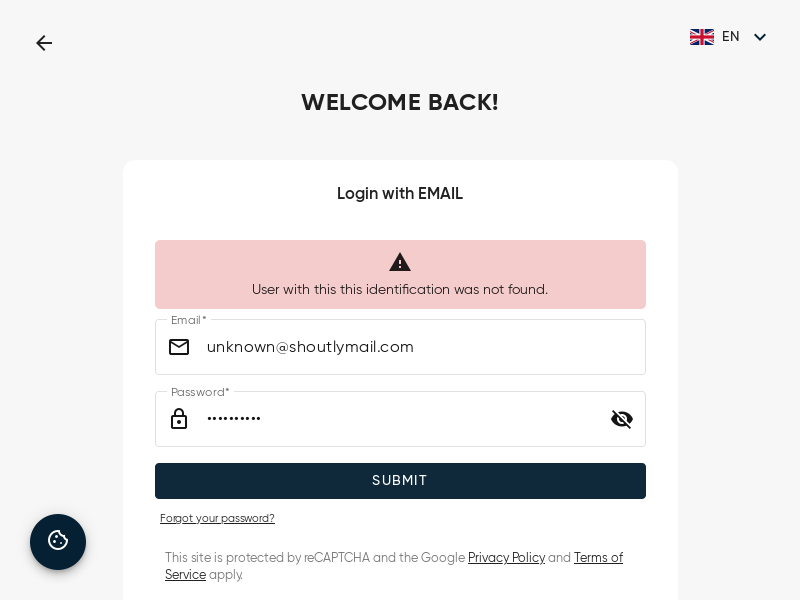 EN
WELCOME BACK!
Login with EMAIL
User with this this identification was not found.
Email*
unknown@shoutlymail.com
Password*
••••••••••
SUBMIT
Forgot your password?
This site is protected by reCAPTCHA and the Google Privacy Policy and Terms of
Service apply.